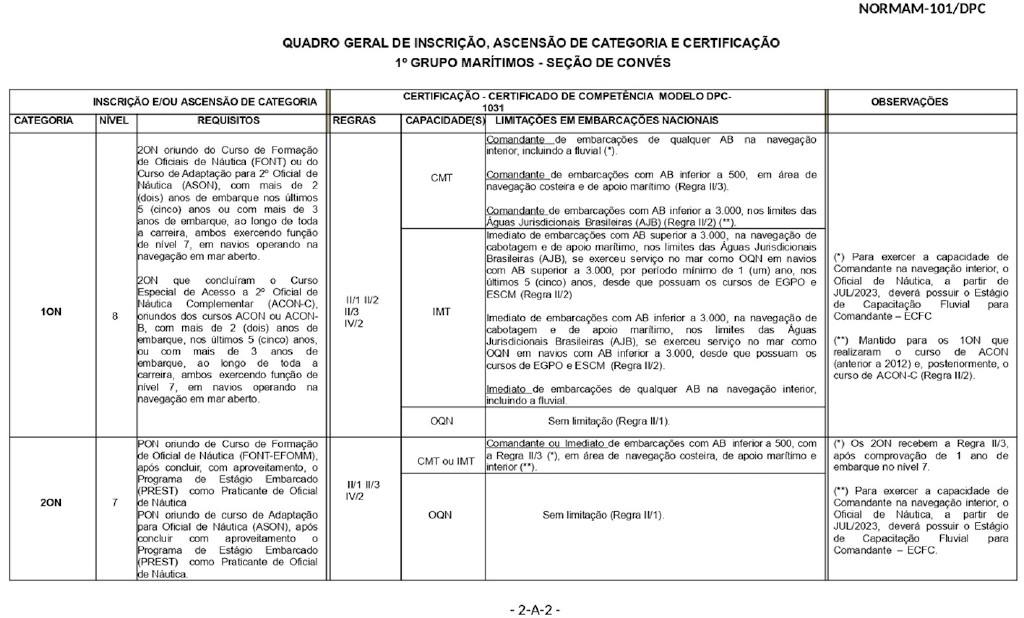 NORMAM-101/DPC
QUADRO GERAL DE INSCRIÇÃO, ASCENSÃO DE CATEGORIA E CERTIFICAÇÃO
1º GRUPO MARÍTIMOS - SEÇÃO DE CONVÉS
INSCRIÇÃO E/OU ASCENSÃO DE CATEGORIA
CERTIFICAÇÃO - CERTIFICADO DE COMPETÊNCIA MODELO DPC-
1031
OBSERVAÇÕES
CATEGORIA NÍVEL REQUISITOS REGRAS CAPACIDADE(S) LIMITAÇÕES EM EMBARCAÇÕES NACIONAIS
1ON
8
2ON oriundo do Curso de Formação
de Oficiais de Náutica (FONT) ou do
Curso de Adaptação para 2º Oficial de
Náutica (ASON), com mais de 2
(dois) anos de embarque nos últimos
5 (cinco) anos ou com mais de 3
anos de embarque, ao longo de toda
a carreira, ambos exercendo função
de nível 7, em navios operando na
navegação em mar aberto.
2ON que concluíram o Curso
Especial de Acesso a 2º Oficial de
Náutica Complementar (ACON-C),
oriundos dos cursos ACON ou ACON-
B, com mais de 2 (dois) anos de
embarque, nos últimos 5 (cinco) anos,
ou com mais de 3 anos de
embarque, ao longo de toda a
carreira, ambos exercendo função de
nível 7, em navios operando na
navegação em mar aberto.
II/1 II/2
II/3
IV/2
CMT
Comandante de embarcações de qualquer AB na navegação
interior, incluindo a fluvial (*).
Comandante de embarcações com AB inferior a 500, em área de
navegação costeira e de apoio marítimo (Regra II/3).
Comandante de embarcações com AB inferior a 3.000, nos limites das
Águas Jurisdicionais Brasileiras (AJB) (Regra II/2) (**).
IMT
Imediato de embarcações com AB superior a 3.000, na navegação de
cabotagem e de apoio marítimo, nos limites das Águas Jurisdicionais
Brasileiras (AJB), se exerceu serviço no mar como OQN em navios
com AB superior a 3.000, por período mínimo de 1 (um) ano, nos
últimos 5 (cinco) anos, desde que possuam os cursos de EGPO e
ESCM (Regra II/2)
Imediato de embarcações com AB inferior a 3.000, na navegação de
cabotagem e de apoio marítimo, nos limites das Águas
Jurisdicionais Brasileiras (AJB), se exerceu serviço no mar como
OQN em navios com AB inferior a 3.000, desde que possuam os
cursos de EGPO e ESCM (Regra II/2).
Imediato de embarcações de qualquer AB na navegação interior,
incluindo a fluvial.
OQN
Sem limitação (Regra II/1).
(*) Para exercer a capacidade de
Comandante na navegação interior, o
Oficial de Náutica, a partir de
JUL/2023, deverá possuir o Estágio
de Capacitação Fluvial para
Comandante – ECFC
(**) Mantido para os 1ON que
realizaram o curso de ACON
(anterior a 2012) e, posteriormente, o
curso de ACON-C (Regra II/2).
2ON
7
PON oriundo de Curso de Formação
de Oficial de Náutica (FONT-EFOMM),
após concluir, com aproveitamento, o
Programa de Estágio Embarcado
(PREST) como Praticante de Oficial
de Náutica
PON oriundo de curso de Adaptação
para Oficial de Náutica (ASON), após
concluir com aproveitamento o
Programa de Estágio Embarcado
(PREST) como Praticante de Oficial
de Náutica.
II/1 II/3
IV/2
CMT ou IMT
Comandante ou Imediato de embarcações com AB inferior a 500, com
a Regra II/3 (*), em área de navegação costeira, de apoio marítimo e
interior (**).
OQN
Sem limitação (Regra II/1).
(*) Os 2ON recebem a Regra II/3,
após comprovação de 1 ano de
embarque no nível 7.
(**) Para exercer a capacidade de
Comandante na navegação interior, o
Oficial de Náutica, a partir de
JUL/2023, deverá possuir o Estágio
de Capacitação Fluvial para
Comandante – ECFC.
- 2-A-2 -